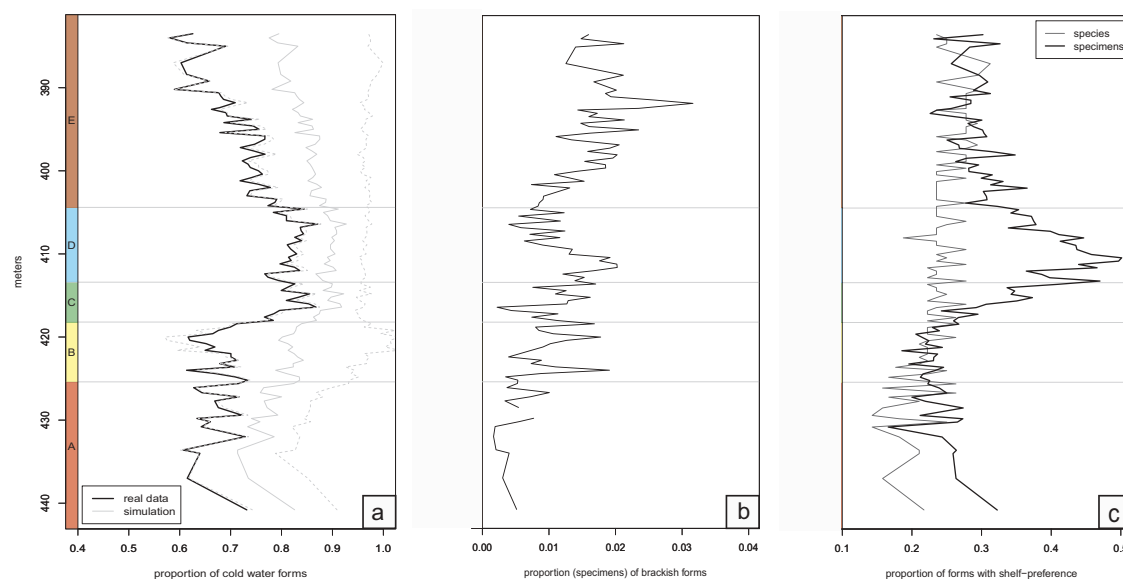 species
specimens
390
400
410
420
430
440
meters
E
D
C
B
A
real data
simulation
a
b
c
0.4
0.5
0.6
0.7
0.8
0.9
1.0
0.00
0.01
0.02
0.03
0.04
0.1
0.2
0.3
0.4
proportion of cold water forms
proportion (specimens) of brackish forms
proportion of forms with shelf-preference